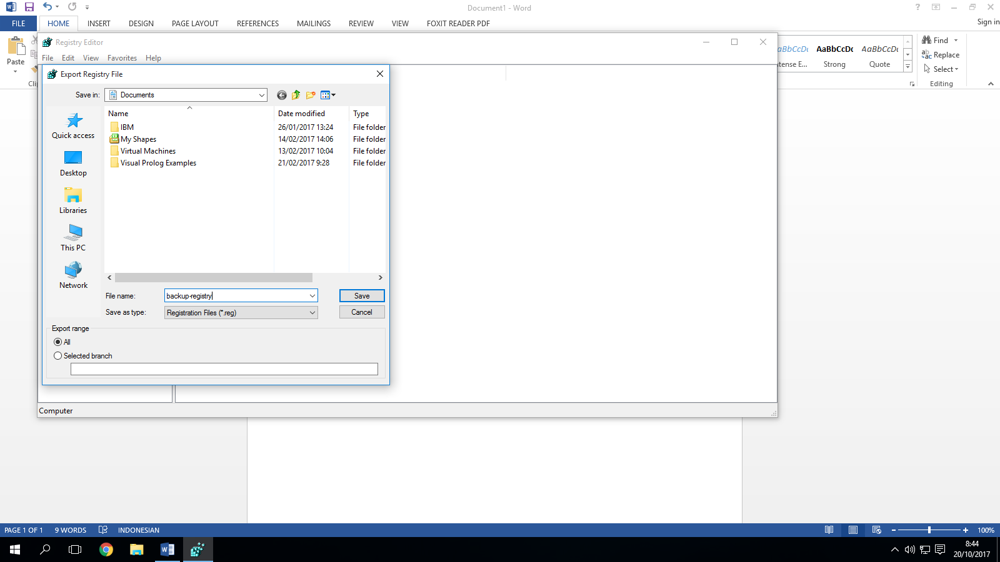 Document1 - Word
FILE HOME INSERT DESIGN PAGE LAYOUT REFERENCES MAILINGS REVIEW VIEW FOXIT READER PDF Sign in
Registry Editor
File Edit View Favorites Help
Paste
Export Registry File
Save in: Documents
Name Date modified Type
IBM 26/01/2017 13:24 File folder
My Shapes 14/02/2017 14:06 File folder
Virtual Machines 13/02/2017 10:04 File folder
Visual Prolog Examples 21/02/2017 9:28 File folder
Quick access
Desktop
Libraries
This PC
Network
File name: backup-registry Save
Save as type: Registration Files (*.reg) Cancel
Export range
All
Selected branch
Computer
AaBbCcDc AaBbCcDc
Strong Quote
Find
Replace
Select
Editing
PAGE 1 OF 1 9 WORDS INDONESIAN 100%
8:44
20/10/2017